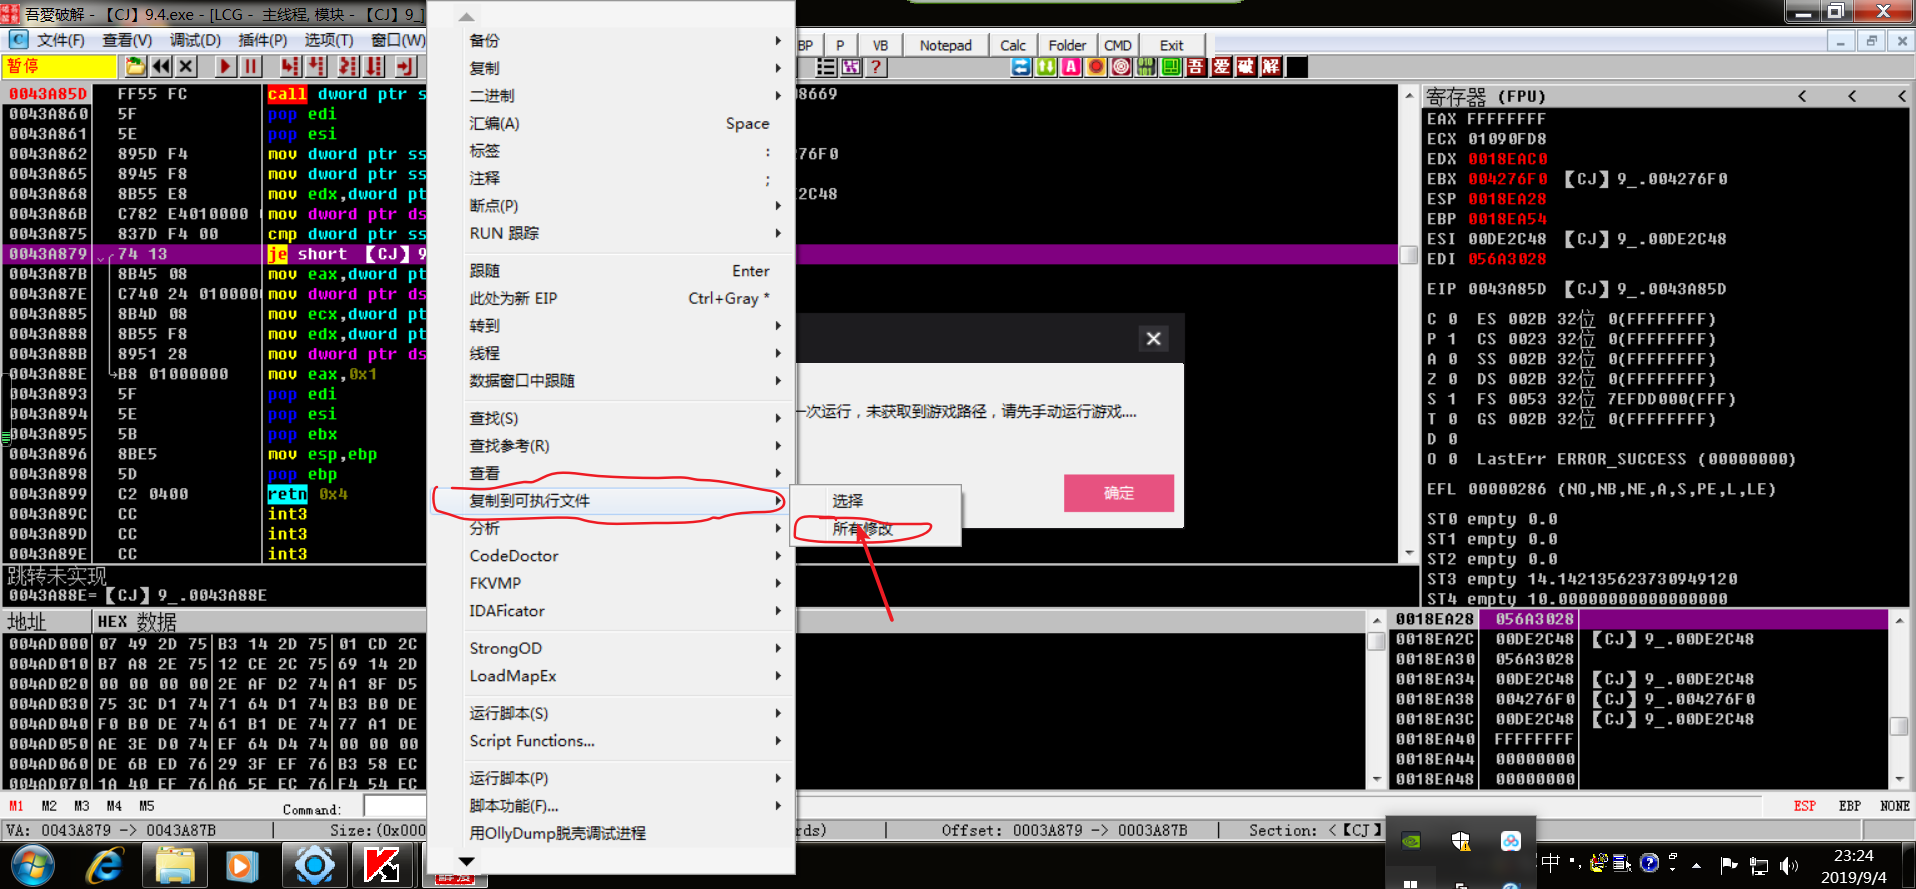 吾爱破解 - 【CJ】9.4.exe - [LCG - 主线程, 模块 - 【CJ】9_]
文件(F) 查看(V) 调试(D) 插件(P) 选项(T) 窗口(W)
BP P VB Notepad Calc Folder CMD Exit
暂停
吾 爱 破 解
0043A85D FF55 FC call dword ptr s 8669
0043A860 5F pop edi
0043A861 5E pop esi
0043A862 895D F4 mov dword ptr ss 276F0
0043A865 8945 F8 mov dword ptr ss
0043A868 8B55 E8 mov edx,dword pt E2C48
0043A86B C782 E4010000 mov dword ptr ds
0043A875 837D F4 00 cmp dword ptr ss
0043A879 74 13 je short 【CJ】9
0043A87B 8B45 08 mov eax,dword pt
0043A87E C740 24 0100000 mov dword ptr ds
0043A885 8B4D 08 mov ecx,dword pt
0043A888 8B55 F8 mov edx,dword pt
0043A88B 8951 28 mov dword ptr ds
0043A88E B8 01000000 mov eax,0x1
0043A893 5F pop edi
0043A894 5E pop esi
0043A895 5B pop ebx
0043A896 8BE5 mov esp,ebp
0043A898 5D pop ebp
0043A899 C2 0400 retn 0x4
0043A89C CC int3
0043A89D CC int3
0043A89E CC int3
跳转未实现
0043A88E=【CJ】9_.0043A88E
备份
复制
二进制
汇编(A) Space
标签 :
注释 ;
断点(P)
RUN 跟踪
跟随 Enter
此处为新 EIP Ctrl+Gray *
转到
线程
数据窗口中跟随
查找(S)
查找参考(R)
查看
复制到可执行文件
分析
CodeDoctor
FKVMP
IDAFicator
StrongOD
LoadMapEx
运行脚本(S)
Script Functions...
运行脚本(P)
脚本功能(F)...
用OllyDump脱壳调试进程
选择
所有修改
一次运行，未获取到游戏路径，请先手动运行游戏....
确定
寄存器 (FPU) < < <
EAX FFFFFFFF
ECX 01090FD8
EDX 0018EAC0
EBX 004276F0 【CJ】9_.004276F0
ESP 0018EA28
EBP 0018EA54
ESI 00DE2C48 【CJ】9_.00DE2C48
EDI 056A3028
EIP 0043A85D 【CJ】9_.0043A85D
C 0 ES 002B 32位 0(FFFFFFFF)
P 1 CS 0023 32位 0(FFFFFFFF)
A 0 SS 002B 32位 0(FFFFFFFF)
Z 0 DS 002B 32位 0(FFFFFFFF)
S 1 FS 0053 32位 7EFDD000(FFF)
T 0 GS 002B 32位 0(FFFFFFFF)
D 0
O 0 LastErr ERROR_SUCCESS (00000000)
EFL 00000286 (NO,NB,NE,A,S,PE,L,LE)
ST0 empty 0.0
ST1 empty 0.0
ST2 empty 0.0
ST3 empty 14.142135623730949120
ST4 empty 10.000000000000000000
地址 HEX 数据
004AD000 07 49 2D 75 B3 14 2D 75 01 CD 2C
004AD010 B7 A8 2E 75 12 CE 2C 75 69 14 2D
004AD020 00 00 00 00 2E AF D2 74 A1 8F D5
004AD030 75 3C D1 74 71 64 D1 74 B3 B0 DE
004AD040 F0 B0 DE 74 61 B1 DE 74 77 A1 DE
004AD050 AE 3E D0 74 EF 64 D4 74 00 00 00
004AD060 DE 6B ED 76 29 3F EF 76 B3 58 EC
004AD070 1A 40 EF 76 A6 5E EC 76 F4 54 EC
0018EA28 056A3028
0018EA2C 00DE2C48 【CJ】9_.00DE2C48
0018EA30 056A3028
0018EA34 00DE2C48 【CJ】9_.00DE2C48
0018EA38 004276F0 【CJ】9_.004276F0
0018EA3C 00DE2C48 【CJ】9_.00DE2C48
0018EA40 FFFFFFFF
0018EA44 00000000
0018EA48 00000000
M1 M2 M3 M4 M5 Command: ESP EBP NONE
VA: 0043A879 -> 0043A87B Size:(0x000 rds) Offset: 0003A879 -> 0003A87B Section: <【CJ】
中
23:24
2019/9/4